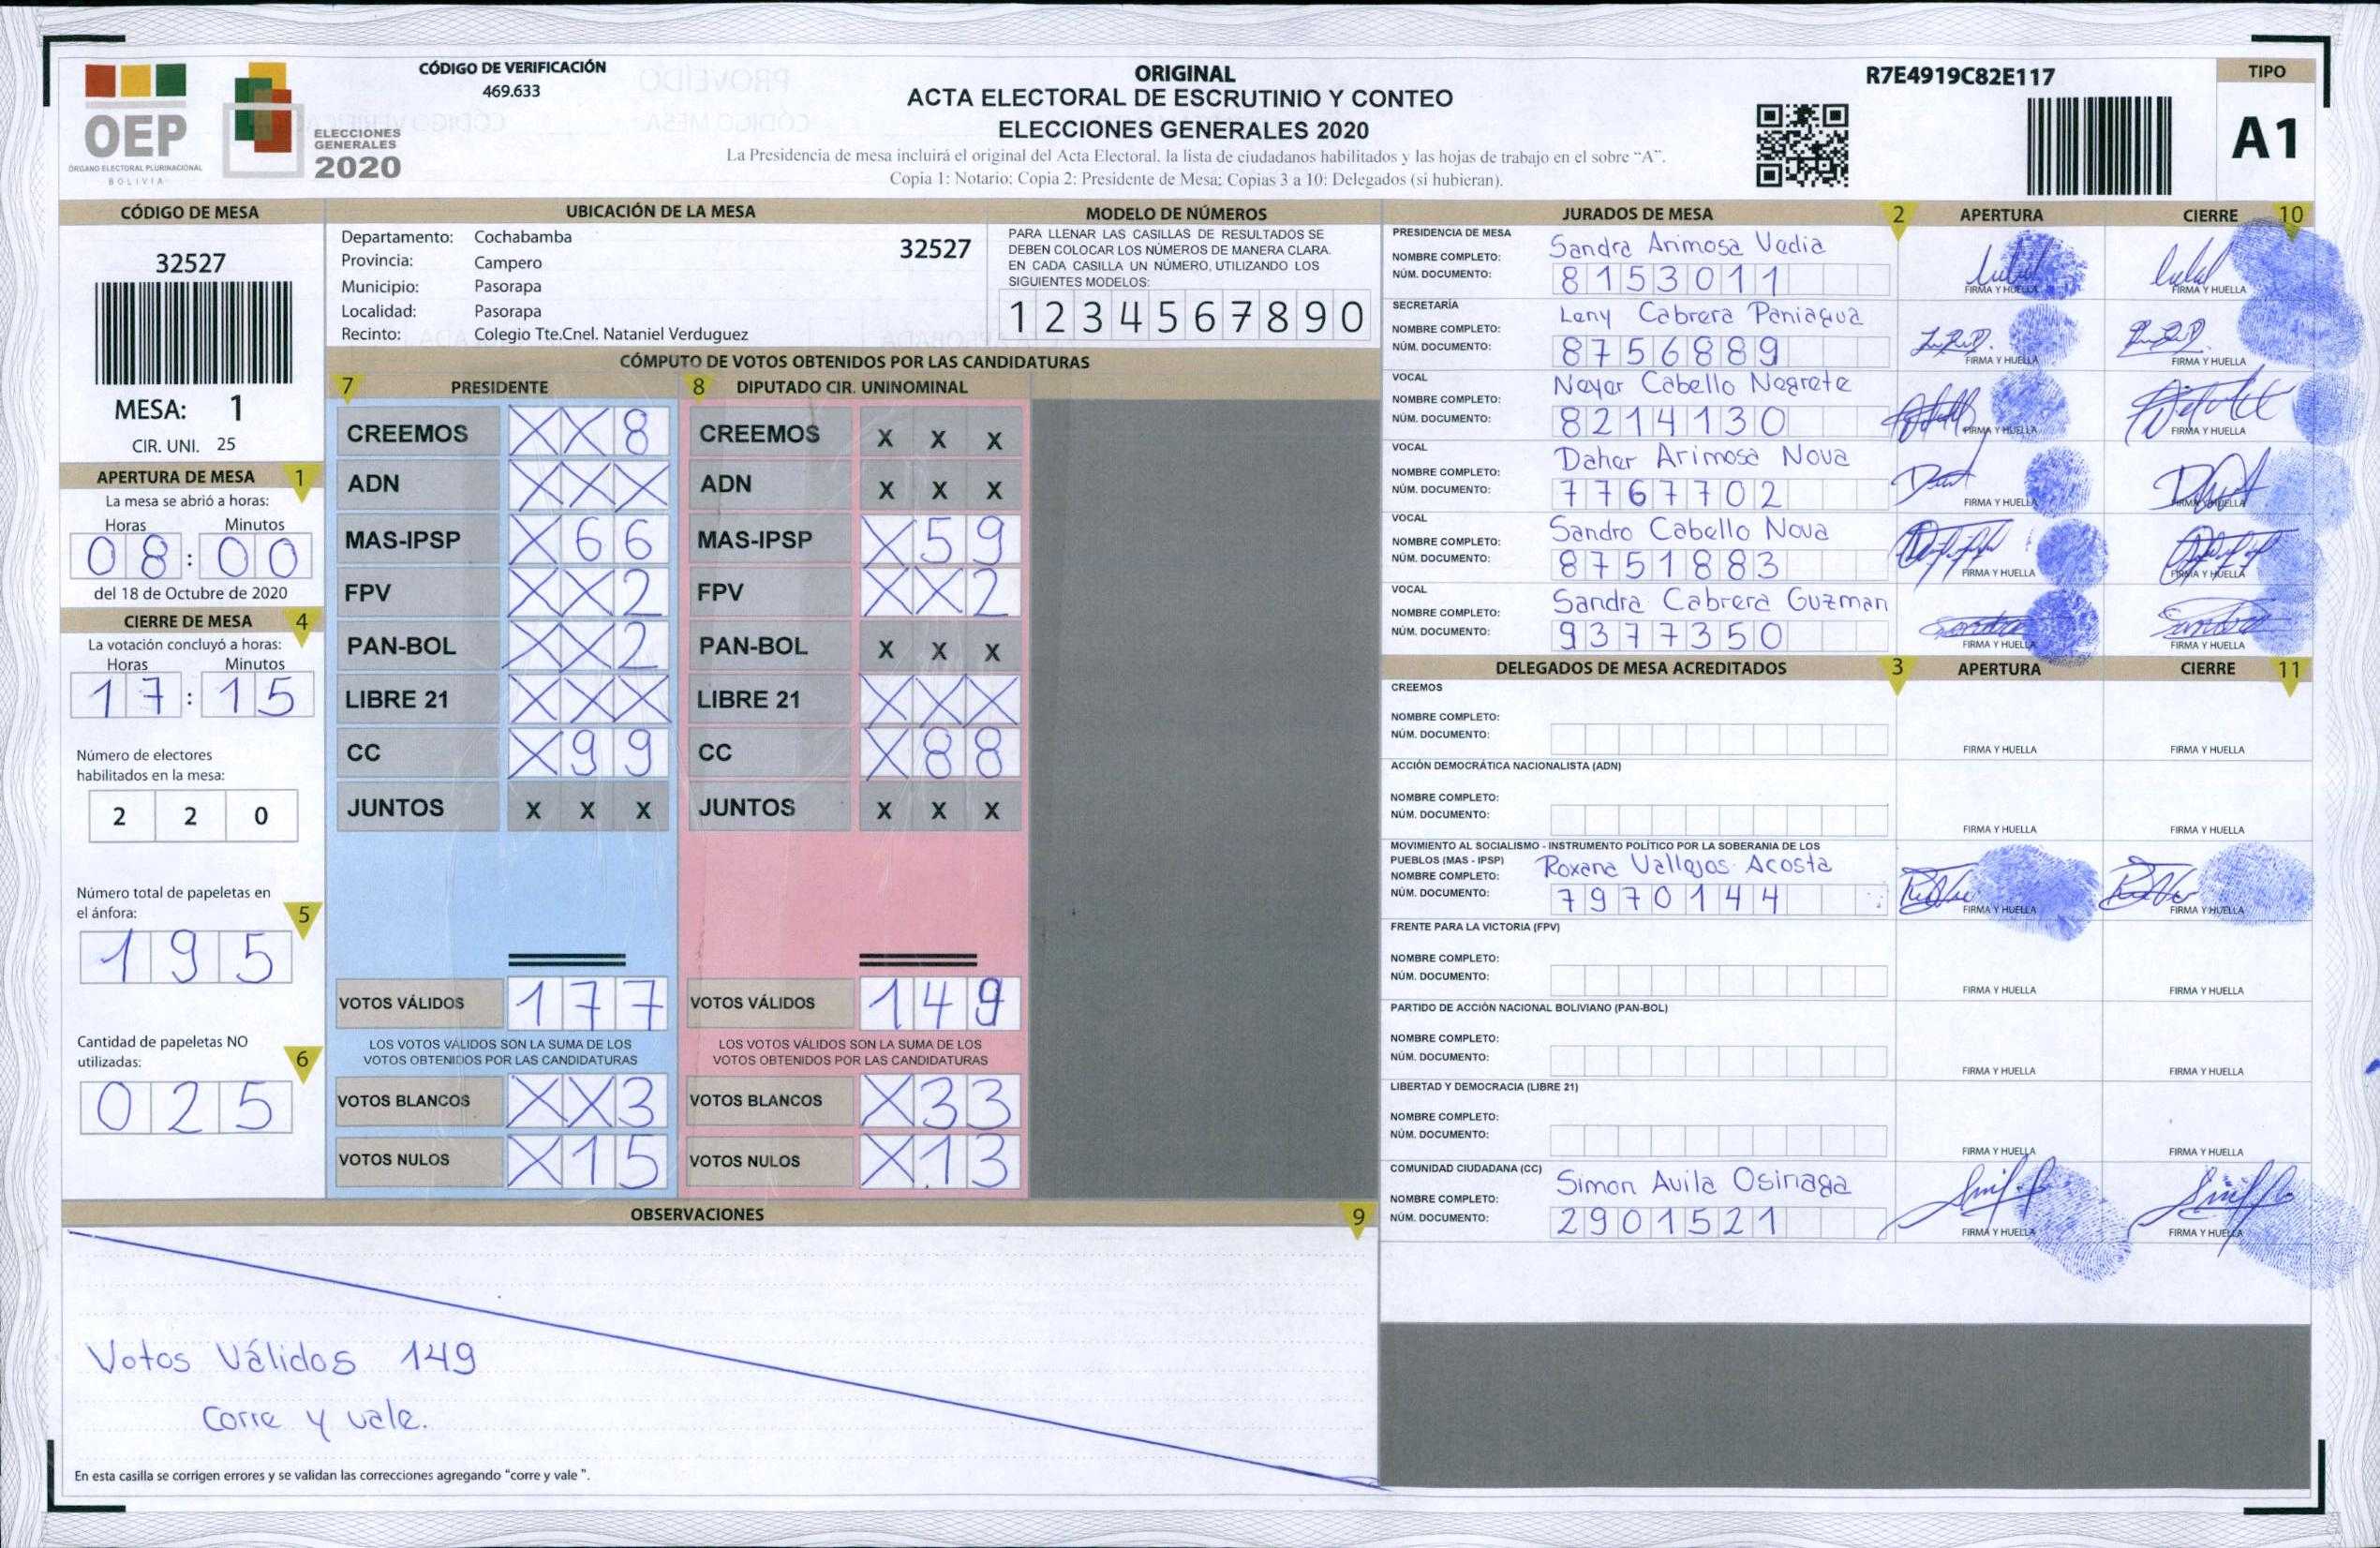 OEP
ÓRGANO ELECTORAL PLURINACIONAL
BOLIVIA
ELECCIONES
GENERALES
2020
CÓDIGO DE VERIFICACIÓN
469.633
ORIGINAL
ACTA ELECTORAL DE ESCRUTINIO Y CONTEO
ELECCIONES GENERALES 2020
La Presidencia de mesa incluirá el original del Acta Electoral, la lista de ciudadanos habilitados y las hojas de trabajo en el sobre “A”.
Copia 1: Notario; Copia 2: Presidente de Mesa; Copias 3 a 10: Delegados (si hubieran).
R7E4919C82E117
TIPO
A1
CÓDIGO DE MESA
32527
MESA: 1
CIR. UNI. 25
APERTURA DE MESA 1
La mesa se abrió a horas:
Horas Minutos
08:00
del 18 de Octubre de 2020
CIERRE DE MESA 4
La votación concluyó a horas:
Horas Minutos
17:15
Número de electores
habilitados en la mesa:
2 2 0
Número total de papeletas en
el ánfora: 5
1 9 5
Cantidad de papeletas NO
utilizadas: 6
0 2 5
UBICACIÓN DE LA MESA
Departamento: Cochabamba 32527
Provincia: Campero
Municipio: Pasorapa
Localidad: Pasorapa
Recinto: Colegio Tte.Cnel. Nataniel Verduguez
MODELO DE NÚMEROS
PARA LLENAR LAS CASILLAS DE RESULTADOS SE
DEBEN COLOCAR LOS NÚMEROS DE MANERA CLARA.
EN CADA CASILLA UN NÚMERO, UTILIZANDO LOS
SIGUIENTES MODELOS:
1 2 3 4 5 6 7 8 9 0
CÓMPUTO DE VOTOS OBTENIDOS POR LAS CANDIDATURAS
7 PRESIDENTE 8 DIPUTADO CIR. UNINOMINAL
CREEMOS X X 8 CREEMOS X X X
ADN X X X ADN X X X
MAS-IPSP X 6 6 MAS-IPSP X 5 9
FPV X X 2 FPV X X 2
PAN-BOL X X 2 PAN-BOL X X X
LIBRE 21 X X X LIBRE 21 X X X
CC X 9 9 CC X 8 8
JUNTOS X X X JUNTOS X X X
VOTOS VÁLIDOS 1 7 7 VOTOS VÁLIDOS 1 4 9
LOS VOTOS VÁLIDOS SON LA SUMA DE LOS LOS VOTOS VÁLIDOS SON LA SUMA DE LOS
VOTOS OBTENIDOS POR LAS CANDIDATURAS VOTOS OBTENIDOS POR LAS CANDIDATURAS
VOTOS BLANCOS X X 3 VOTOS BLANCOS X 3 3
VOTOS NULOS X 1 5 VOTOS NULOS X 1 3
OBSERVACIONES 9
Votos Válidos 149
Corre y vale.
En esta casilla se corrigen errores y se validan las correcciones agregando “corre y vale ”.
JURADOS DE MESA 2 APERTURA CIERRE 10
PRESIDENCIA DE MESA
NOMBRE COMPLETO: Sandra Arimosa Vedia
NÚM. DOCUMENTO: 8153011
FIRMA Y HUELLA FIRMA Y HUELLA
SECRETARÍA
NOMBRE COMPLETO: Leny Cabrera Paniagua
NÚM. DOCUMENTO: 8756889
FIRMA Y HUELLA FIRMA Y HUELLA
VOCAL
NOMBRE COMPLETO: Neyer Cabello Negrete
NÚM. DOCUMENTO: 8214130
FIRMA Y HUELLA FIRMA Y HUELLA
VOCAL
NOMBRE COMPLETO: Daher Arimosa Nova
NÚM. DOCUMENTO: 7767702
FIRMA Y HUELLA FIRMA Y HUELLA
VOCAL
NOMBRE COMPLETO: Sandro Cabello Nova
NÚM. DOCUMENTO: 8751883
FIRMA Y HUELLA FIRMA Y HUELLA
VOCAL
NOMBRE COMPLETO: Sandra Cabrera Guzman
NÚM. DOCUMENTO: 9377350
FIRMA Y HUELLA FIRMA Y HUELLA
DELEGADOS DE MESA ACREDITADOS 3 APERTURA CIERRE 11
CREEMOS
NOMBRE COMPLETO:
NÚM. DOCUMENTO:
FIRMA Y HUELLA FIRMA Y HUELLA
ACCIÓN DEMOCRÁTICA NACIONALISTA (ADN)
NOMBRE COMPLETO:
NÚM. DOCUMENTO:
FIRMA Y HUELLA FIRMA Y HUELLA
MOVIMIENTO AL SOCIALISMO - INSTRUMENTO POLÍTICO POR LA SOBERANIA DE LOS
PUEBLOS (MAS - IPSP)
NOMBRE COMPLETO: Roxana Vallejos Acosta
NÚM. DOCUMENTO: 7970144
FIRMA Y HUELLA FIRMA Y HUELLA
FRENTE PARA LA VICTORIA (FPV)
NOMBRE COMPLETO:
NÚM. DOCUMENTO:
FIRMA Y HUELLA FIRMA Y HUELLA
PARTIDO DE ACCIÓN NACIONAL BOLIVIANO (PAN-BOL)
NOMBRE COMPLETO:
NÚM. DOCUMENTO:
FIRMA Y HUELLA FIRMA Y HUELLA
LIBERTAD Y DEMOCRACIA (LIBRE 21)
NOMBRE COMPLETO:
NÚM. DOCUMENTO:
FIRMA Y HUELLA FIRMA Y HUELLA
COMUNIDAD CIUDADANA (CC)
NOMBRE COMPLETO: Simon Avila Osinaga
NÚM. DOCUMENTO: 2901521
FIRMA Y HUELLA FIRMA Y HUELLA